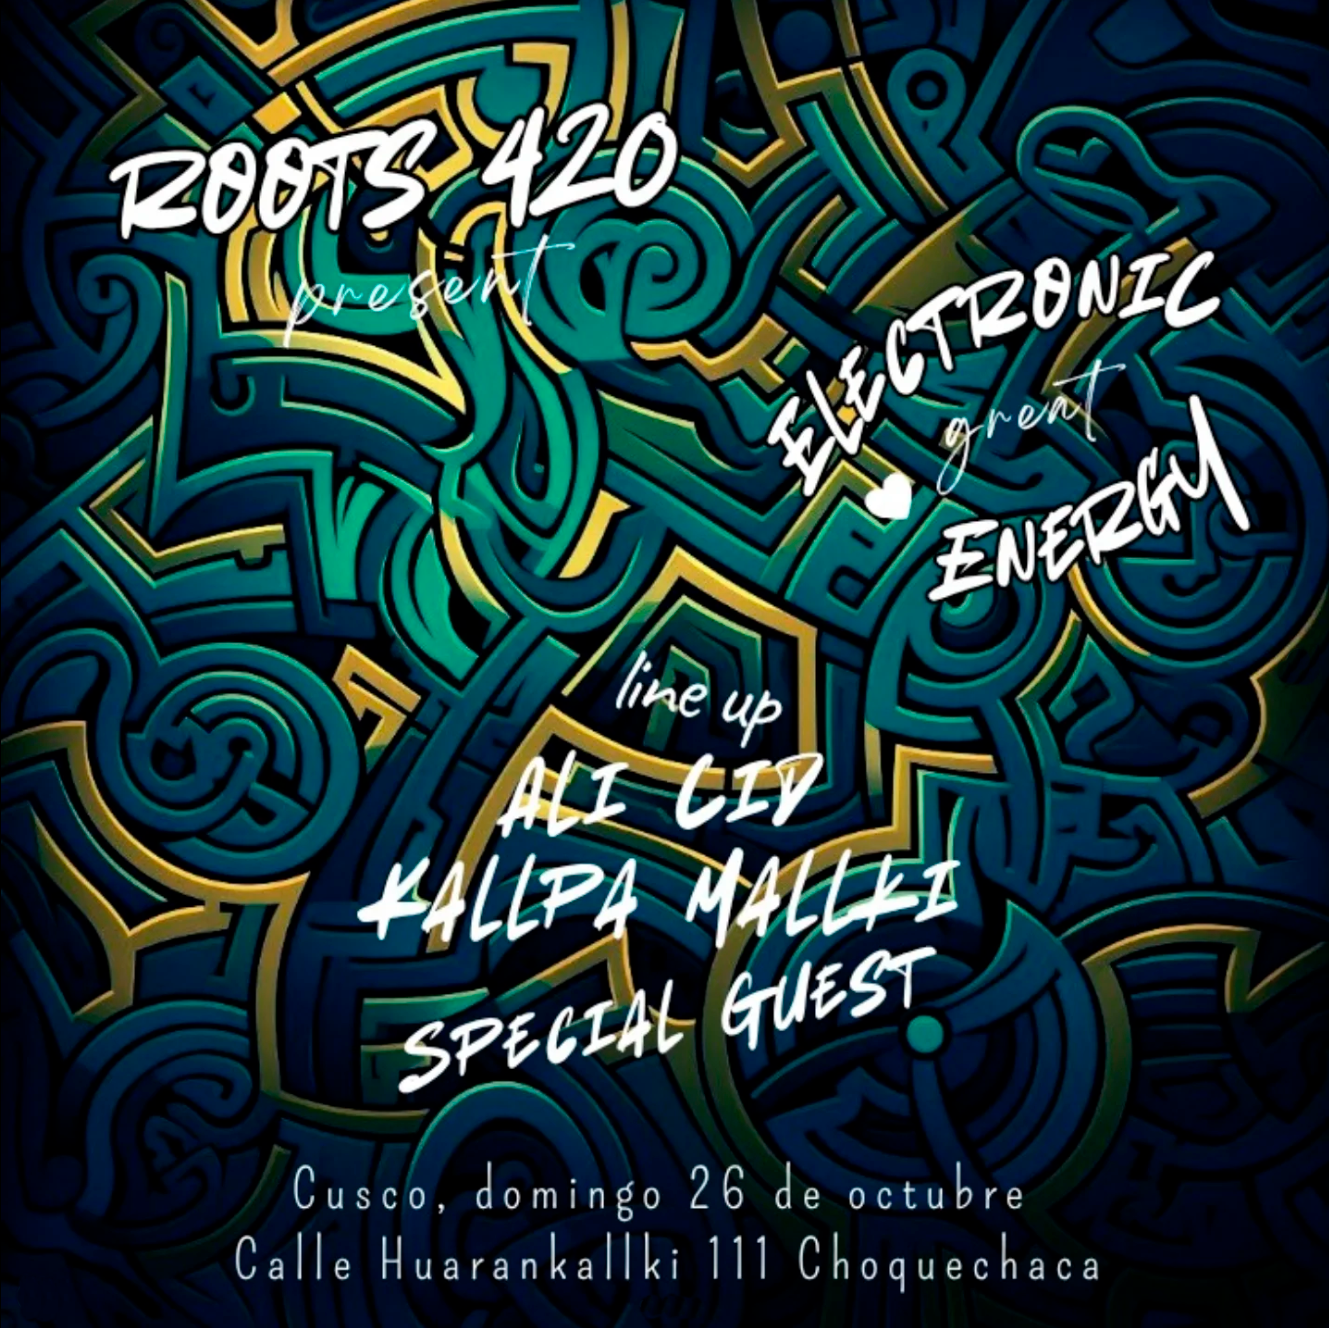 ROOTS 420
present
ELECTRONIC
great
ENERGY
line up
ALI CID
KALLPA MALLKI
SPECIAL GUEST
Cusco, domingo 26 de octubre
Calle Huarankallki 111 Choquechaca